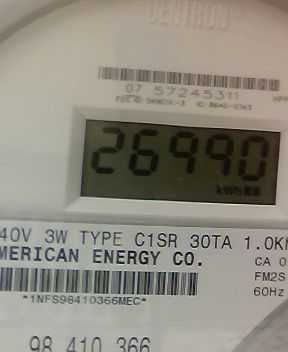 CENTRON
07 57245311
26990
kWh
40V 3W TYPE C1SR 30TA 1.0K
MERICAN ENERGY CO.
CA 0
FM2S
60Hz
*1NFS98410366MEC*
98 410 366